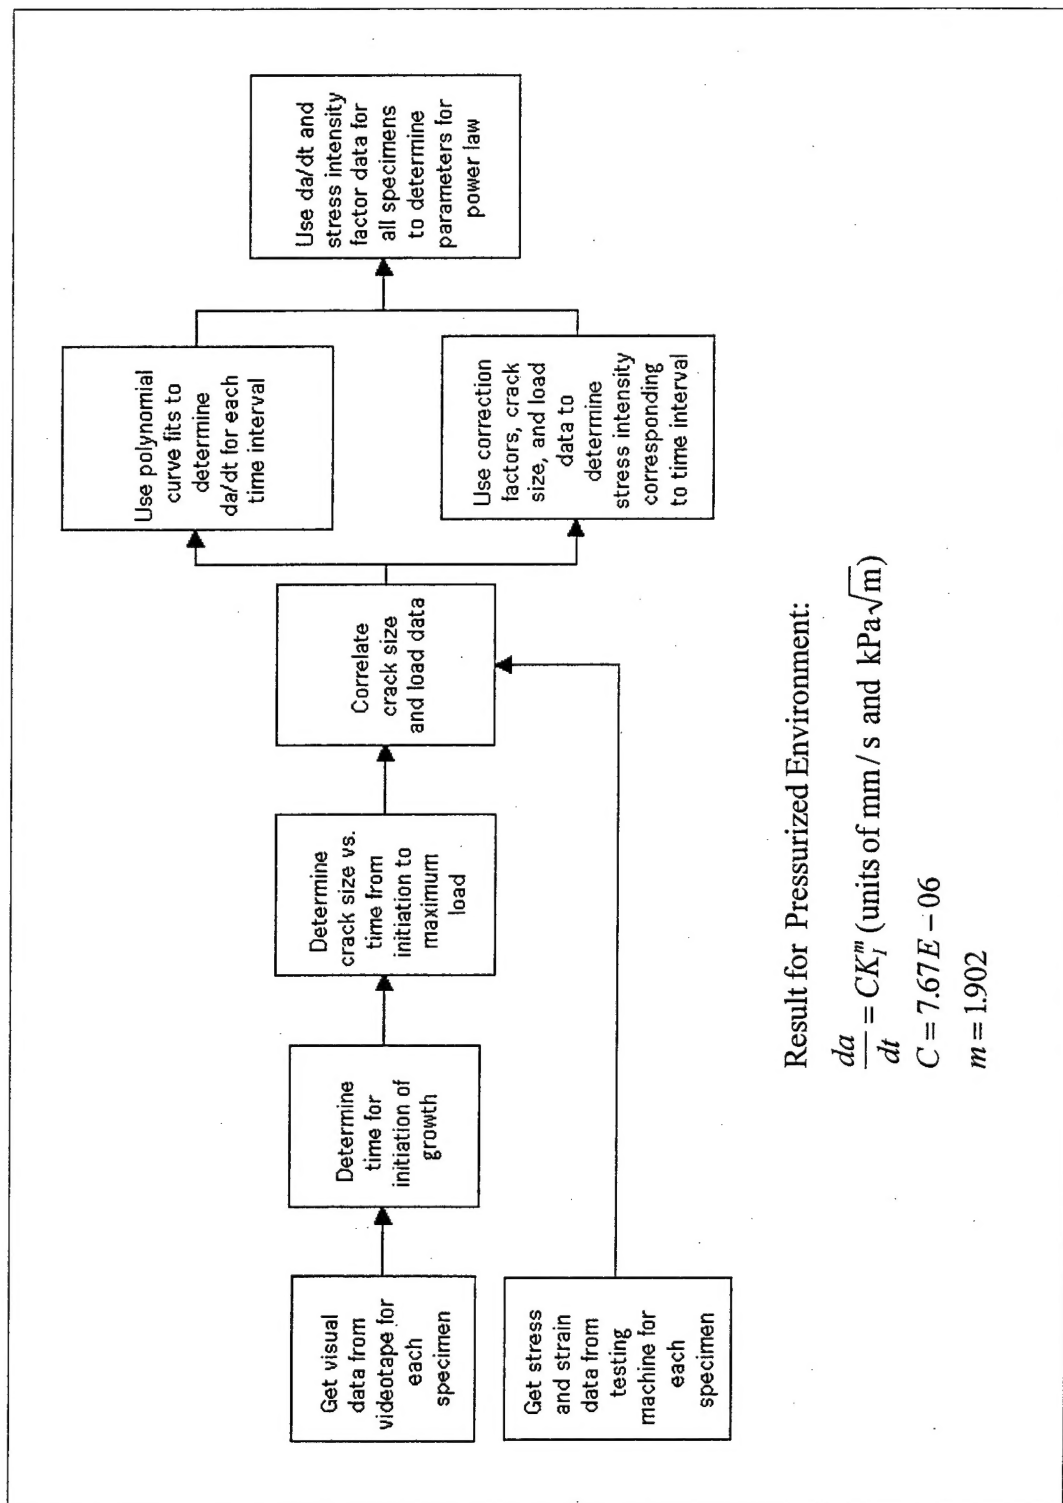 Get visual
data from
videotape for
each
specimen
Get stress
and strain
data from
testing
machine for
each
specimen
Determine
time for
initiation of
growth
Determine
crack size vs.
time from
initiation to
maximum
load
Correlate
crack size
and load data
Use polynomial
curve fits to
determine
da/dt for each
time interval
Use correction
factors, crack
size, and load
data to
determine
stress intensity
corresponding
to time interval
Use da/dt and
stress intensity
factor data for
all specimens
to determine
parameters for
power law
Result for Pressurized Environment:
da/dt = CK_I^m (units of mm / s and kPa√m)
C = 7.67E – 06
m = 1.902